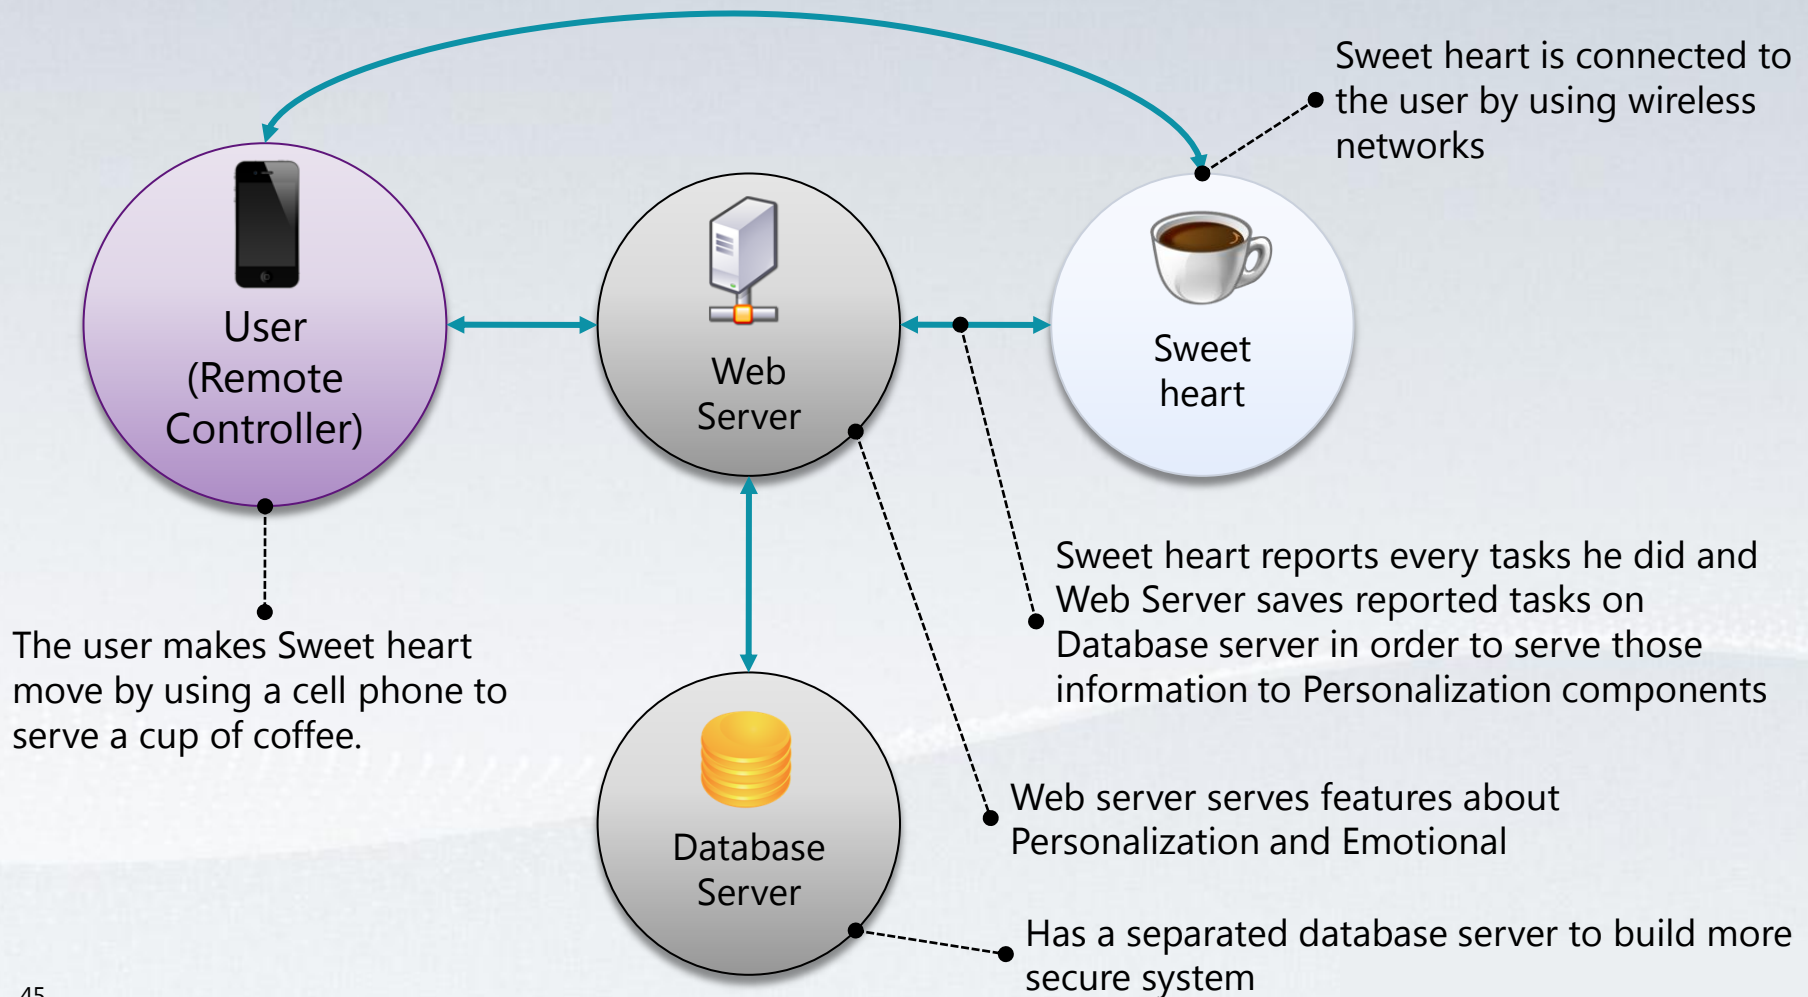 Sweet heart is connected to
the user by using wireless
networks
User
(Remote
Controller)
Web
Server
Sweet
heart
The user makes Sweet heart
move by using a cell phone to
serve a cup of coffee.
Sweet heart reports every tasks he did and
Web Server saves reported tasks on
Database server in order to serve those
information to Personalization components
Database
Server
Web server serves features about
Personalization and Emotional
Has a separated database server to build more
secure system
45